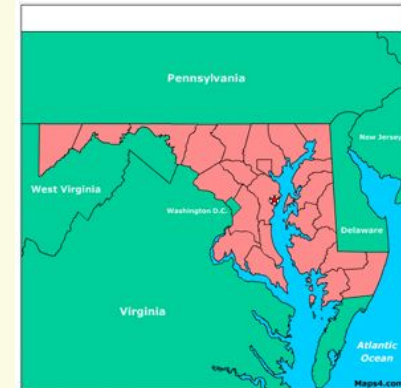 Pennsylvania
New Jersey
West Virginia
Washington D.C.
Delaware
Virginia
Atlantic
Ocean
Maps4.com